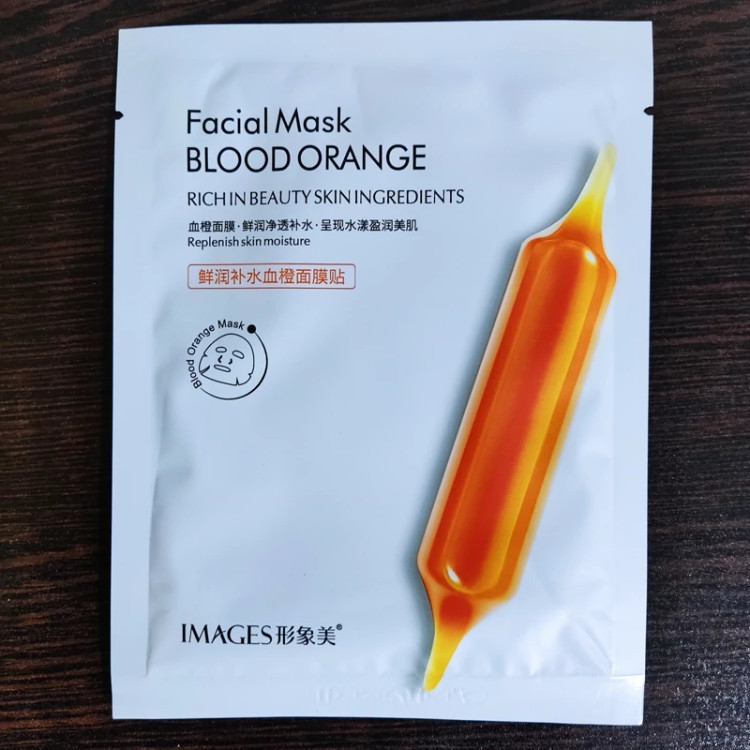 Facial Mask
BLOOD ORANGE
RICH IN BEAUTY SKIN INGREDIENTS
血橙面膜·鲜润净透补水·呈现水漾盈润美肌
Replenish skin moisture
鲜润补水血橙面膜贴
Blood Orange Mask
IMAGES形象美®